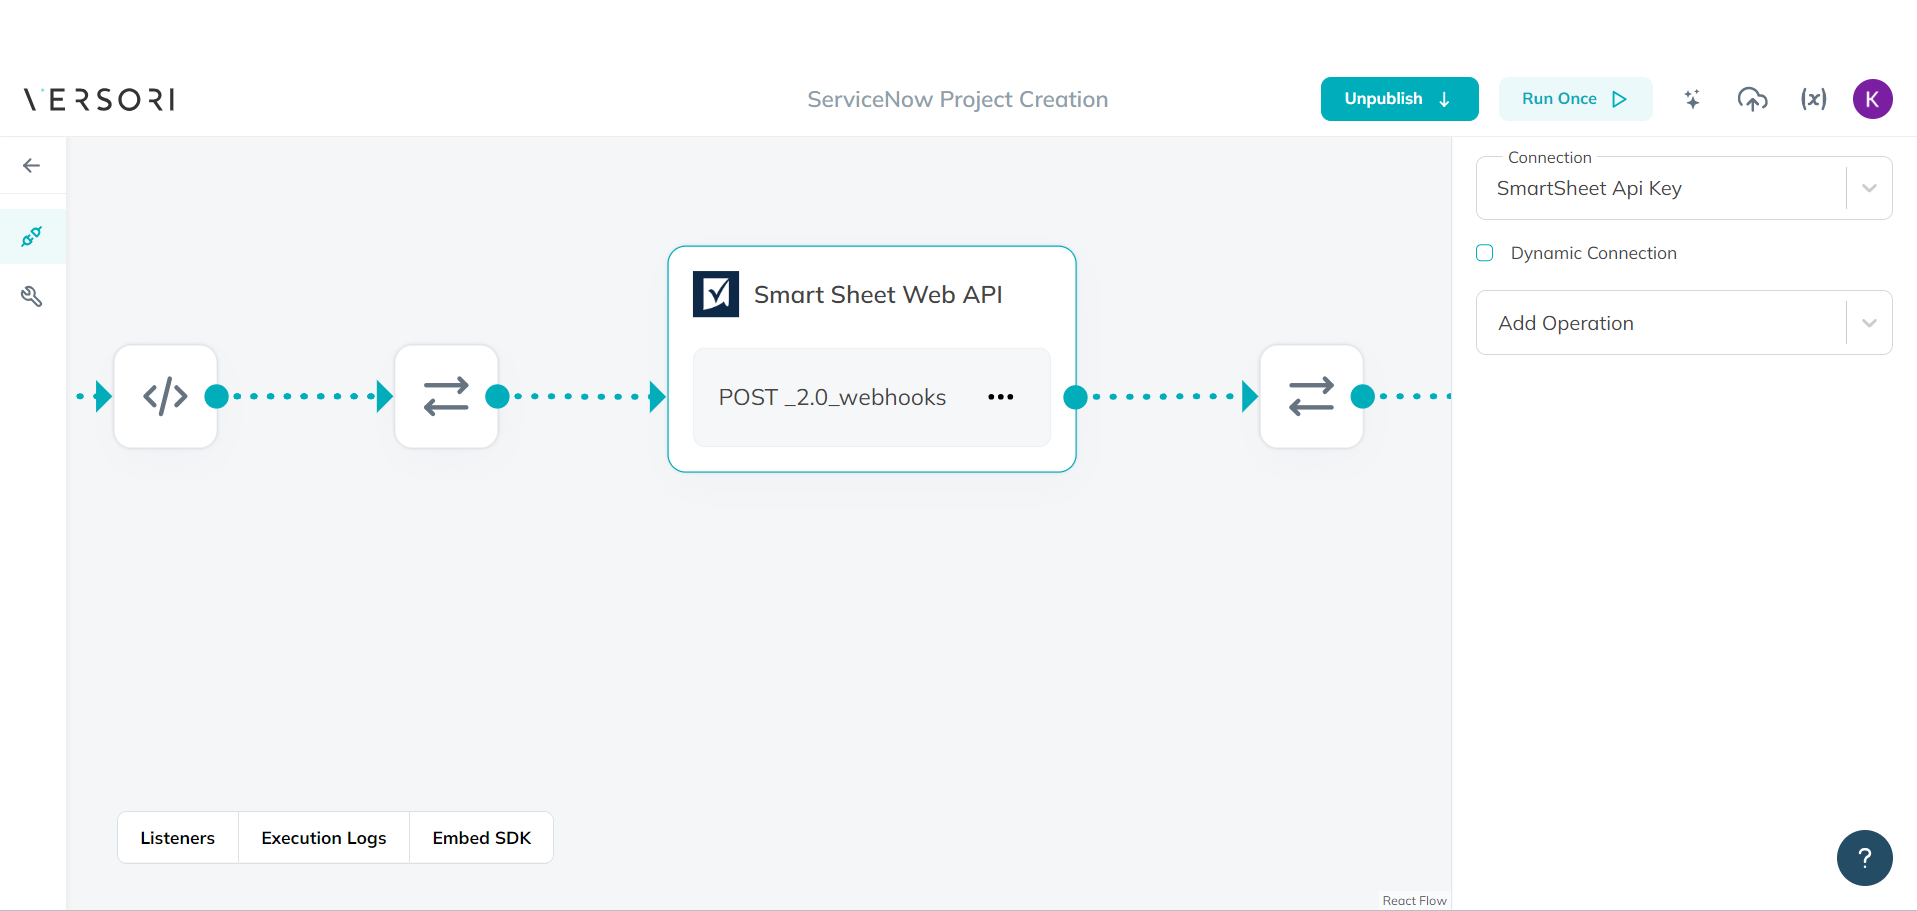 VERSORI
ServiceNow Project Creation
Unpublish
Run Once
(x)
K
Connection
SmartSheet Api Key
Dynamic Connection
Add Operation
Smart Sheet Web API
</>
POST _2.0_webhooks
Listeners
Execution Logs
Embed SDK
?
React Flow